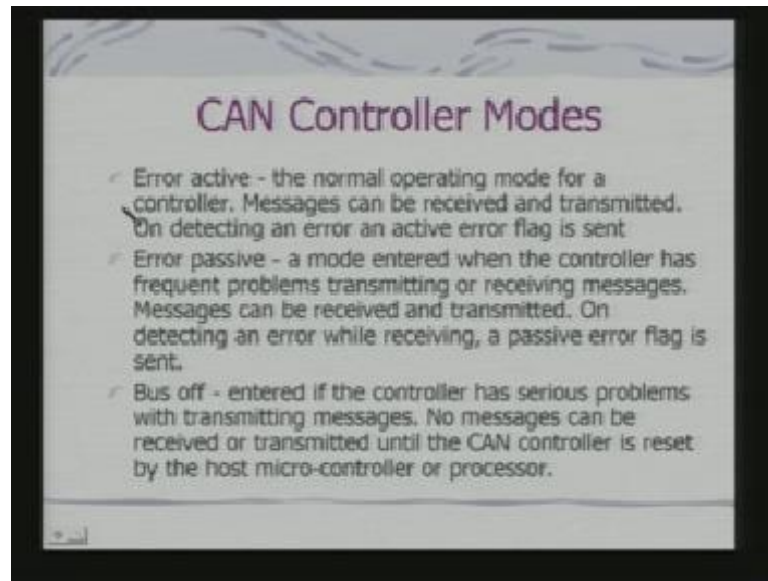 CAN Controller Modes
Error active - the normal operating mode for a
controller. Messages can be received and transmitted.
On detecting an error an active error flag is sent
Error passive - a mode entered when the controller has
frequent problems transmitting or receiving messages.
Messages can be received and transmitted. On
detecting an error while receiving, a passive error flag is
sent.
Bus off - entered if the controller has serious problems
with transmitting messages. No messages can be
received or transmitted until the CAN controller is reset
by the host micro-controller or processor.